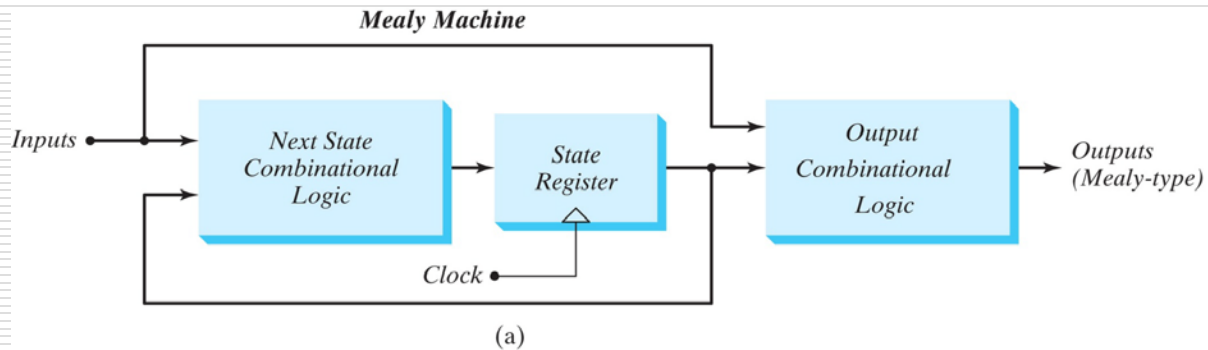 Mealy Machine
Inputs
Next State
Combinational
Logic
State
Register
Output
Combinational
Logic
Outputs
(Mealy-type)
Clock
(a)